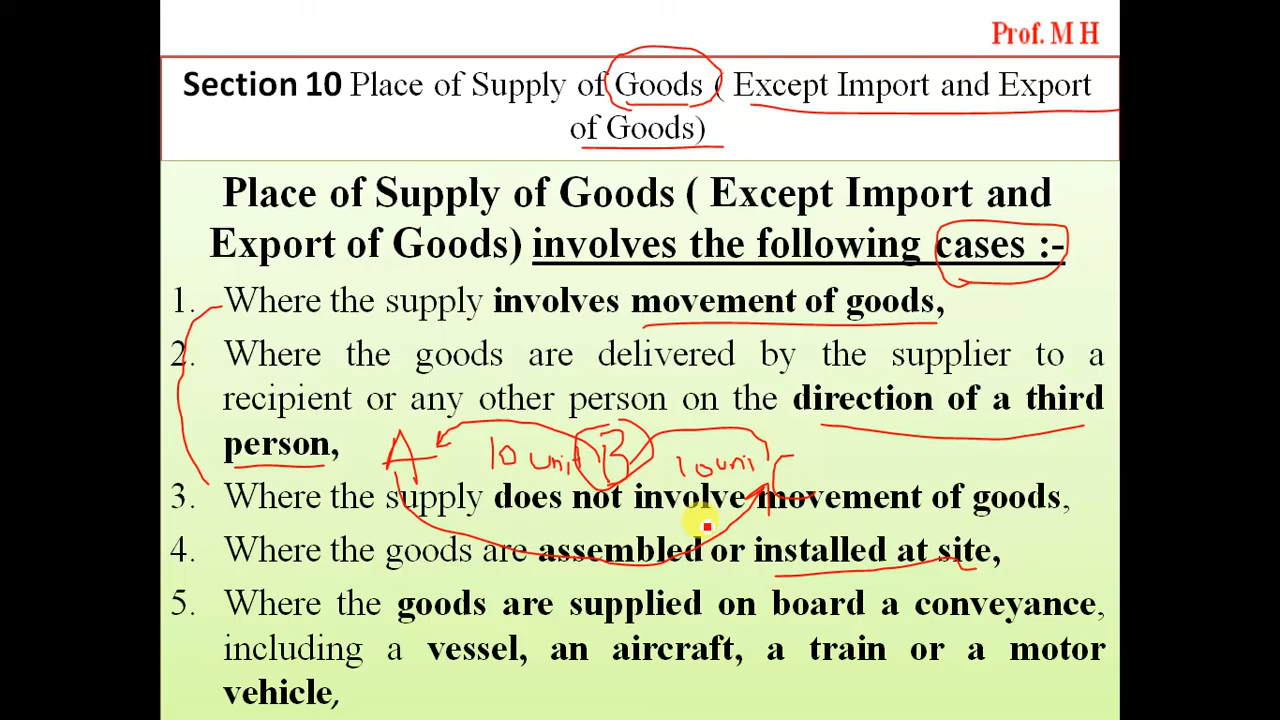 Prof. M H
Section 10 Place of Supply of Goods ( Except Import and Export
of Goods)
Place of Supply of Goods ( Except Import and
Export of Goods) involves the following cases :-
1. Where the supply involves movement of goods,
2. Where the goods are delivered by the supplier to a
recipient or any other person on the direction of a third
person,
A 10 unit B 10 unit C
3. Where the supply does not involve movement of goods,
4. Where the goods are assembled or installed at site,
5. Where the goods are supplied on board a conveyance,
including a vessel, an aircraft, a train or a motor
vehicle,